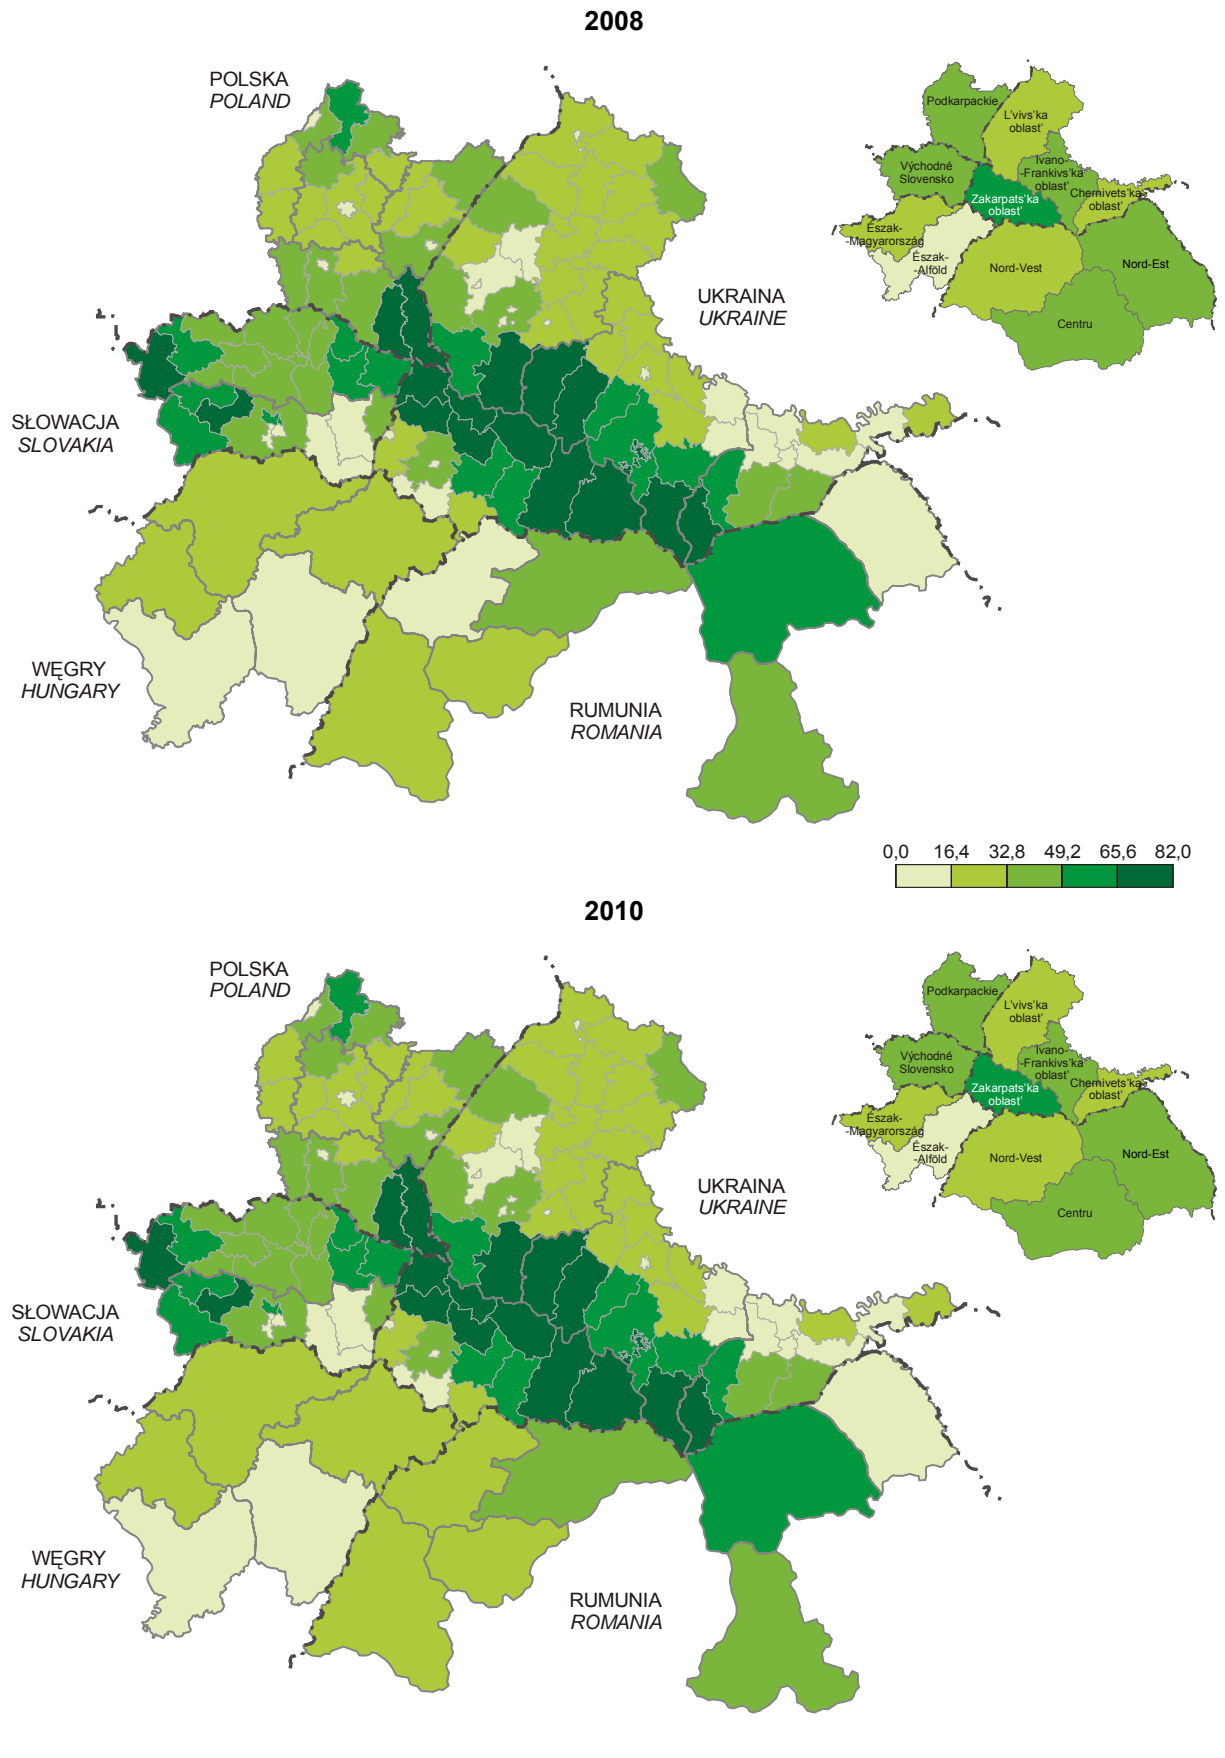 2008
POLSKA
POLAND
Podkarpackie
L'vivs'ka
oblast'
Východné
Slovensko
Ivano-
-Frankivs'ka
oblast'
Zakarpats'ka
oblast'
Chernivets'ka
oblast'
Észak-
-Magyarország
Észak-
-Alföld
Nord-Vest
Nord-Est
Centru
UKRAINA
UKRAINE
SŁOWACJA
SLOVAKIA
WĘGRY
HUNGARY
RUMUNIA
ROMANIA
0,0 16,4 32,8 49,2 65,6 82,0
2010
POLSKA
POLAND
Podkarpackie
L'vivs'ka
oblast'
Východné
Slovensko
Ivano-
-Frankivs'ka
oblast'
Zakarpats'ka
oblast'
Chernivets'ka
oblast'
Észak-
-Magyarország
Észak-
-Alföld
Nord-Vest
Nord-Est
Centru
UKRAINA
UKRAINE
SŁOWACJA
SLOVAKIA
WĘGRY
HUNGARY
RUMUNIA
ROMANIA